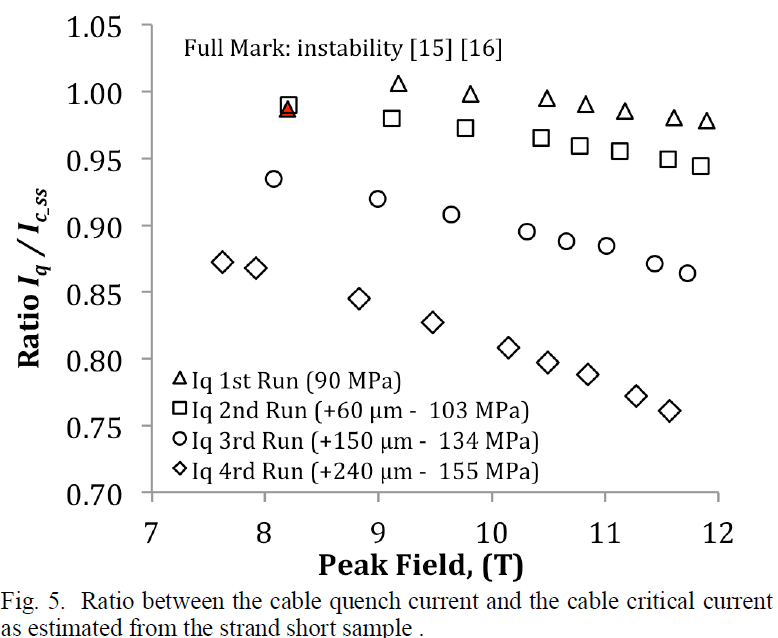 1.05
Full Mark: instability [15] [16]
1.00
0.95
0.90
0.85
0.80
0.75
0.70
Ratio Iq / Ic_ss
Iq 1st Run (90 MPa)
Iq 2nd Run (+60 μm - 103 MPa)
Iq 3rd Run (+150 μm - 134 MPa)
Iq 4rd Run (+240 μm - 155 MPa)
7 8 9 10 11 12
Peak Field, (T)
Fig. 5. Ratio between the cable quench current and the cable critical current
as estimated from the strand short sample .